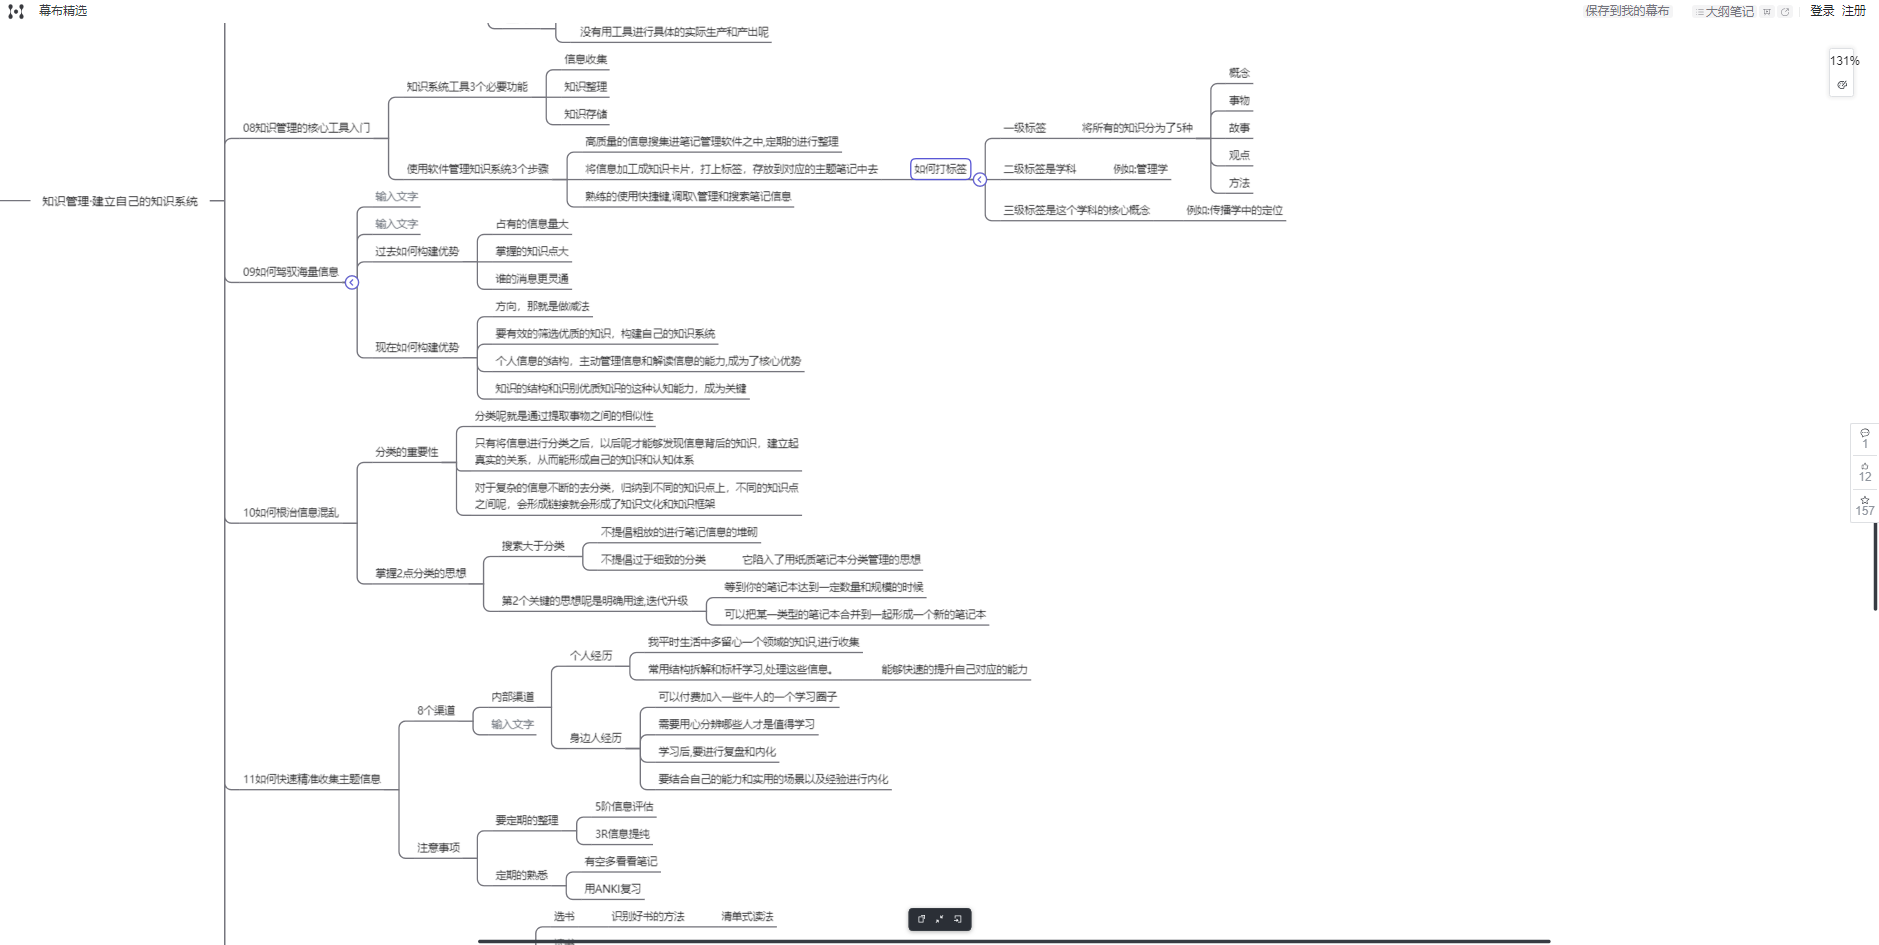 幕布精选
保存到我的幕布
大纲笔记
登录 注册
131%
没有用工具进行具体的实际生产和产出呢
知识管理·建立自己的知识系统
08知识管理的核心工具入门
知识系统工具3个必要功能
信息收集
知识整理
知识存储
使用软件管理知识系统3个步骤
高质量的信息搜集进笔记管理软件之中,定期的进行整理
将信息加工成知识卡片，打上标签，存放到对应的主题笔记中去
如何打标签
一级标签
将所有的知识分为了5种
概念
事物
故事
观点
方法
二级标签是学科
例如:管理学
三级标签是这个学科的核心概念
例如:传播学中的定位
熟练的使用快捷键,调取\管理和搜索笔记信息
09如何驾驭海量信息
输入文字
输入文字
过去如何构建优势
占有的信息量大
掌握的知识点大
谁的消息更灵通
现在如何构建优势
方向，那就是做减法
要有效的筛选优质的知识，构建自己的知识系统
个人信息的结构，主动管理信息和解读信息的能力,成为了核心优势
知识的结构和识别优质知识的这种认知能力，成为关键
10如何根治信息混乱
分类的重要性
分类呢就是通过提取事物之间的相似性
只有将信息进行分类之后，以后呢才能够发现信息背后的知识，建立起
真实的关系，从而能形成自己的知识和认知体系
对于复杂的信息不断的去分类，归纳到不同的知识点上，不同的知识点
之间呢，会形成链接就会形成了知识文化和知识框架
掌握2点分类的思想
搜索大于分类
不提倡粗放的进行笔记信息的堆砌
不提倡过于细致的分类
它陷入了用纸质笔记本分类管理的思想
第2个关键的思想呢是明确用途,迭代升级
等到你的笔记本达到一定数量和规模的时候
可以把某一类型的笔记本合并到一起形成一个新的笔记本
11如何快速精准收集主题信息
8个渠道
内部渠道
个人经历
我平时生活中多留心一个领域的知识,进行收集
常用结构拆解和标杆学习,处理这些信息。
能够快速的提升自己对应的能力
身边人经历
可以付费加入一些牛人的一个学习圈子
需要用心分辨哪些人才是值得学习
学习后,要进行复盘和内化
要结合自己的能力和实用的场景以及经验进行内化
输入文字
注意事项
要定期的整理
5阶信息评估
3R信息提纯
定期的熟悉
有空多看看笔记
用ANKI复习
选书
识别好书的方法
清单式读法
1
12
157